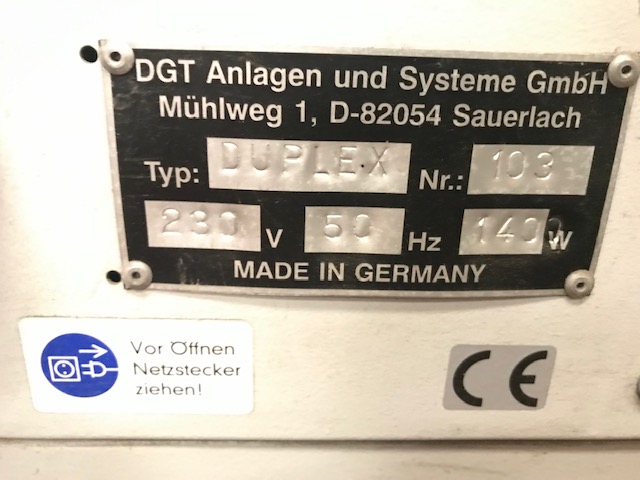 DGT Anlagen und Systeme GmbH
Mühlweg 1, D-82054 Sauerlach
Typ: DUPLEX Nr.: 103
230 V 50 Hz 140 W
MADE IN GERMANY
Vor Öffnen
Netzstecker
ziehen!
CE